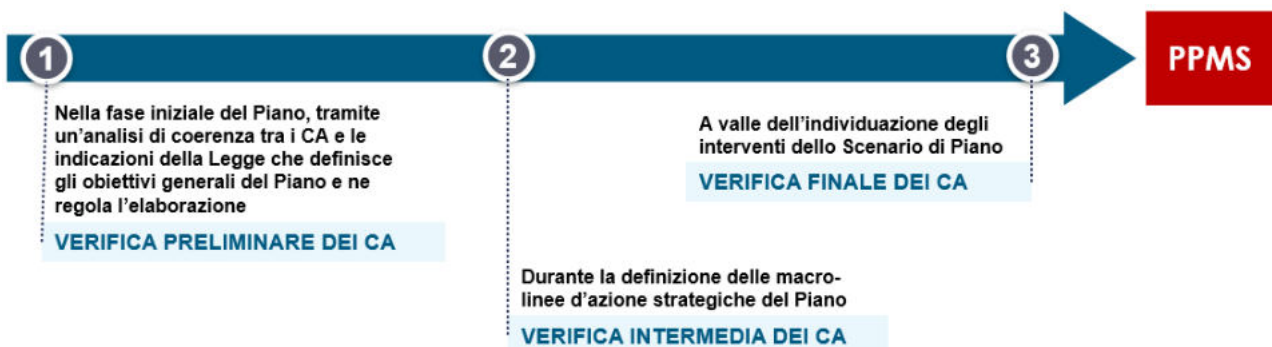 1
2
3
PPMS
Nella fase iniziale del Piano, tramite
un'analisi di coerenza tra i CA e le
indicazioni della Legge che definisce
gli obiettivi generali del Piano e ne
regola l'elaborazione
VERIFICA PRELIMINARE DEI CA
Durante la definizione delle macro-
linee d'azione strategiche del Piano
VERIFICA INTERMEDIA DEI CA
A valle dell'individuazione degli
interventi dello Scenario di Piano
VERIFICA FINALE DEI CA